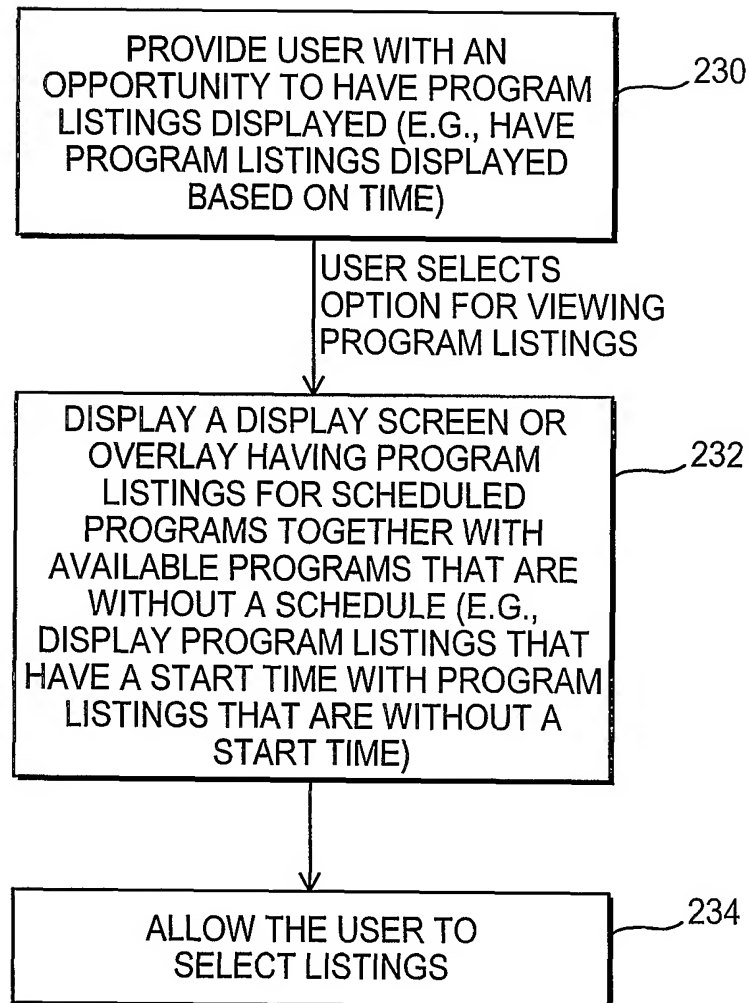 PROVIDE USER WITH AN
OPPORTUNITY TO HAVE PROGRAM
LISTINGS DISPLAYED (E.G., HAVE
PROGRAM LISTINGS DISPLAYED
BASED ON TIME)
230
USER SELECTS
OPTION FOR VIEWING
PROGRAM LISTINGS
DISPLAY A DISPLAY SCREEN OR
OVERLAY HAVING PROGRAM
LISTINGS FOR SCHEDULED
PROGRAMS TOGETHER WITH
AVAILABLE PROGRAMS THAT ARE
WITHOUT A SCHEDULE (E.G.,
DISPLAY PROGRAM LISTINGS THAT
HAVE A START TIME WITH PROGRAM
LISTINGS THAT ARE WITHOUT A
START TIME)
232
ALLOW THE USER TO
SELECT LISTINGS
234